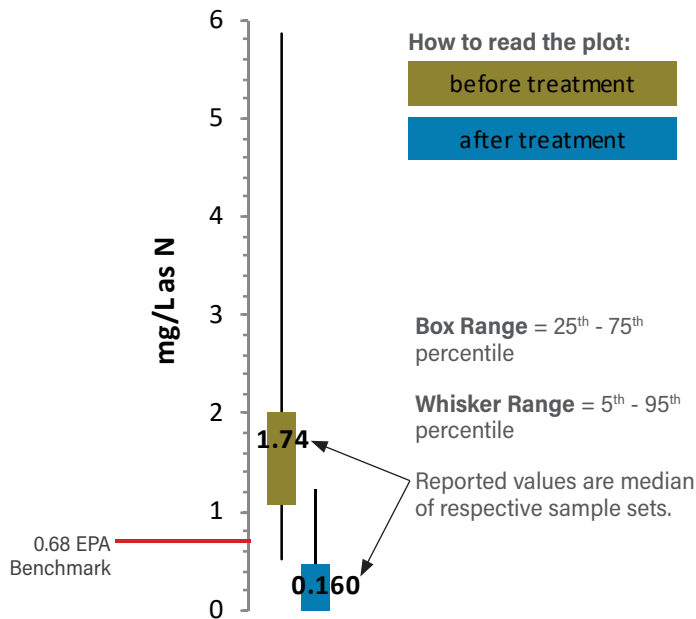 How to read the plot:
before treatment
after treatment
mg/L as N
6
5
4
3
2
1
0
1.74
0.160
0.68 EPA
Benchmark
Box Range = 25th - 75th
percentile
Whisker Range = 5th - 95th
percentile
Reported values are median
of respective sample sets.